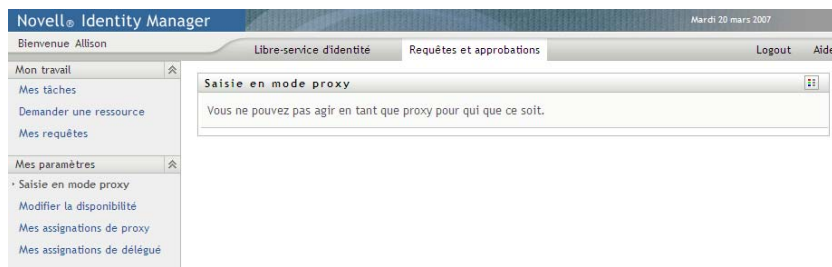 Novell® Identity Manager
Mardi 20 mars 2007
Bienvenue Allison
Libre-service d'identité
Requêtes et approbations
Logout
Aide
Mon travail
Mes tâches
Demander une ressource
Mes requêtes
Mes paramètres
· Saisie en mode proxy
Modifier la disponibilité
Mes assignations de proxy
Mes assignations de délégué
Saisie en mode proxy
Vous ne pouvez pas agir en tant que proxy pour qui que ce soit.